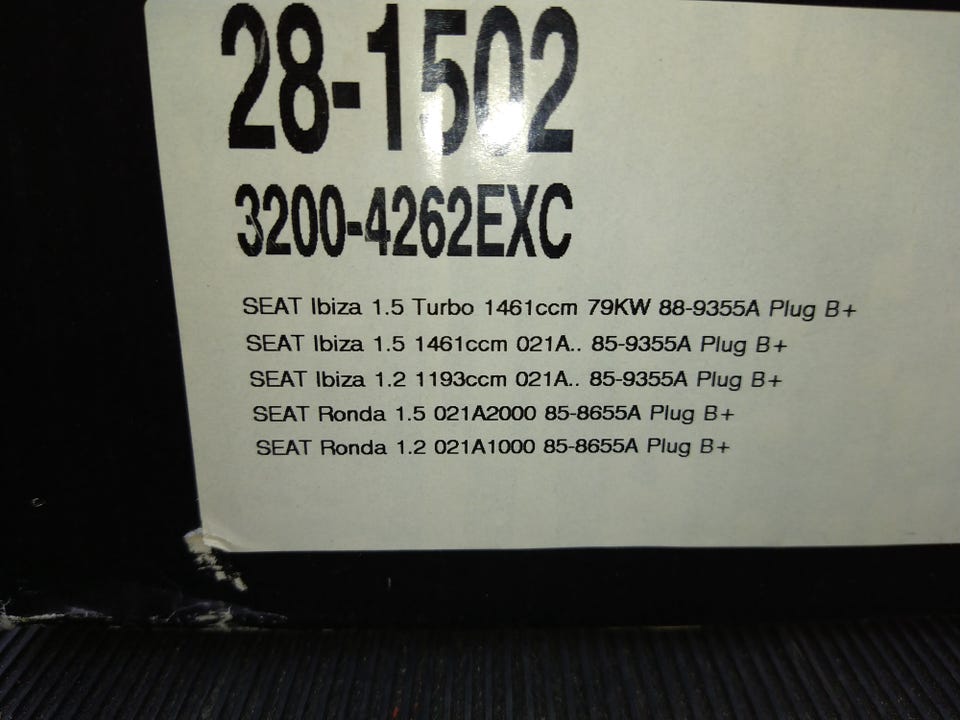 28-1502
3200-4262EXC
SEAT Ibiza 1.5 Turbo 1461ccm 79KW 88-9355A Plug B+
SEAT Ibiza 1.5 1461ccm 021A.. 85-9355A Plug B+
SEAT Ibiza 1.2 1193ccm 021A.. 85-9355A Plug B+
SEAT Ronda 1.5 021A2000 85-8655A Plug B+
SEAT Ronda 1.2 021A1000 85-8655A Plug B+